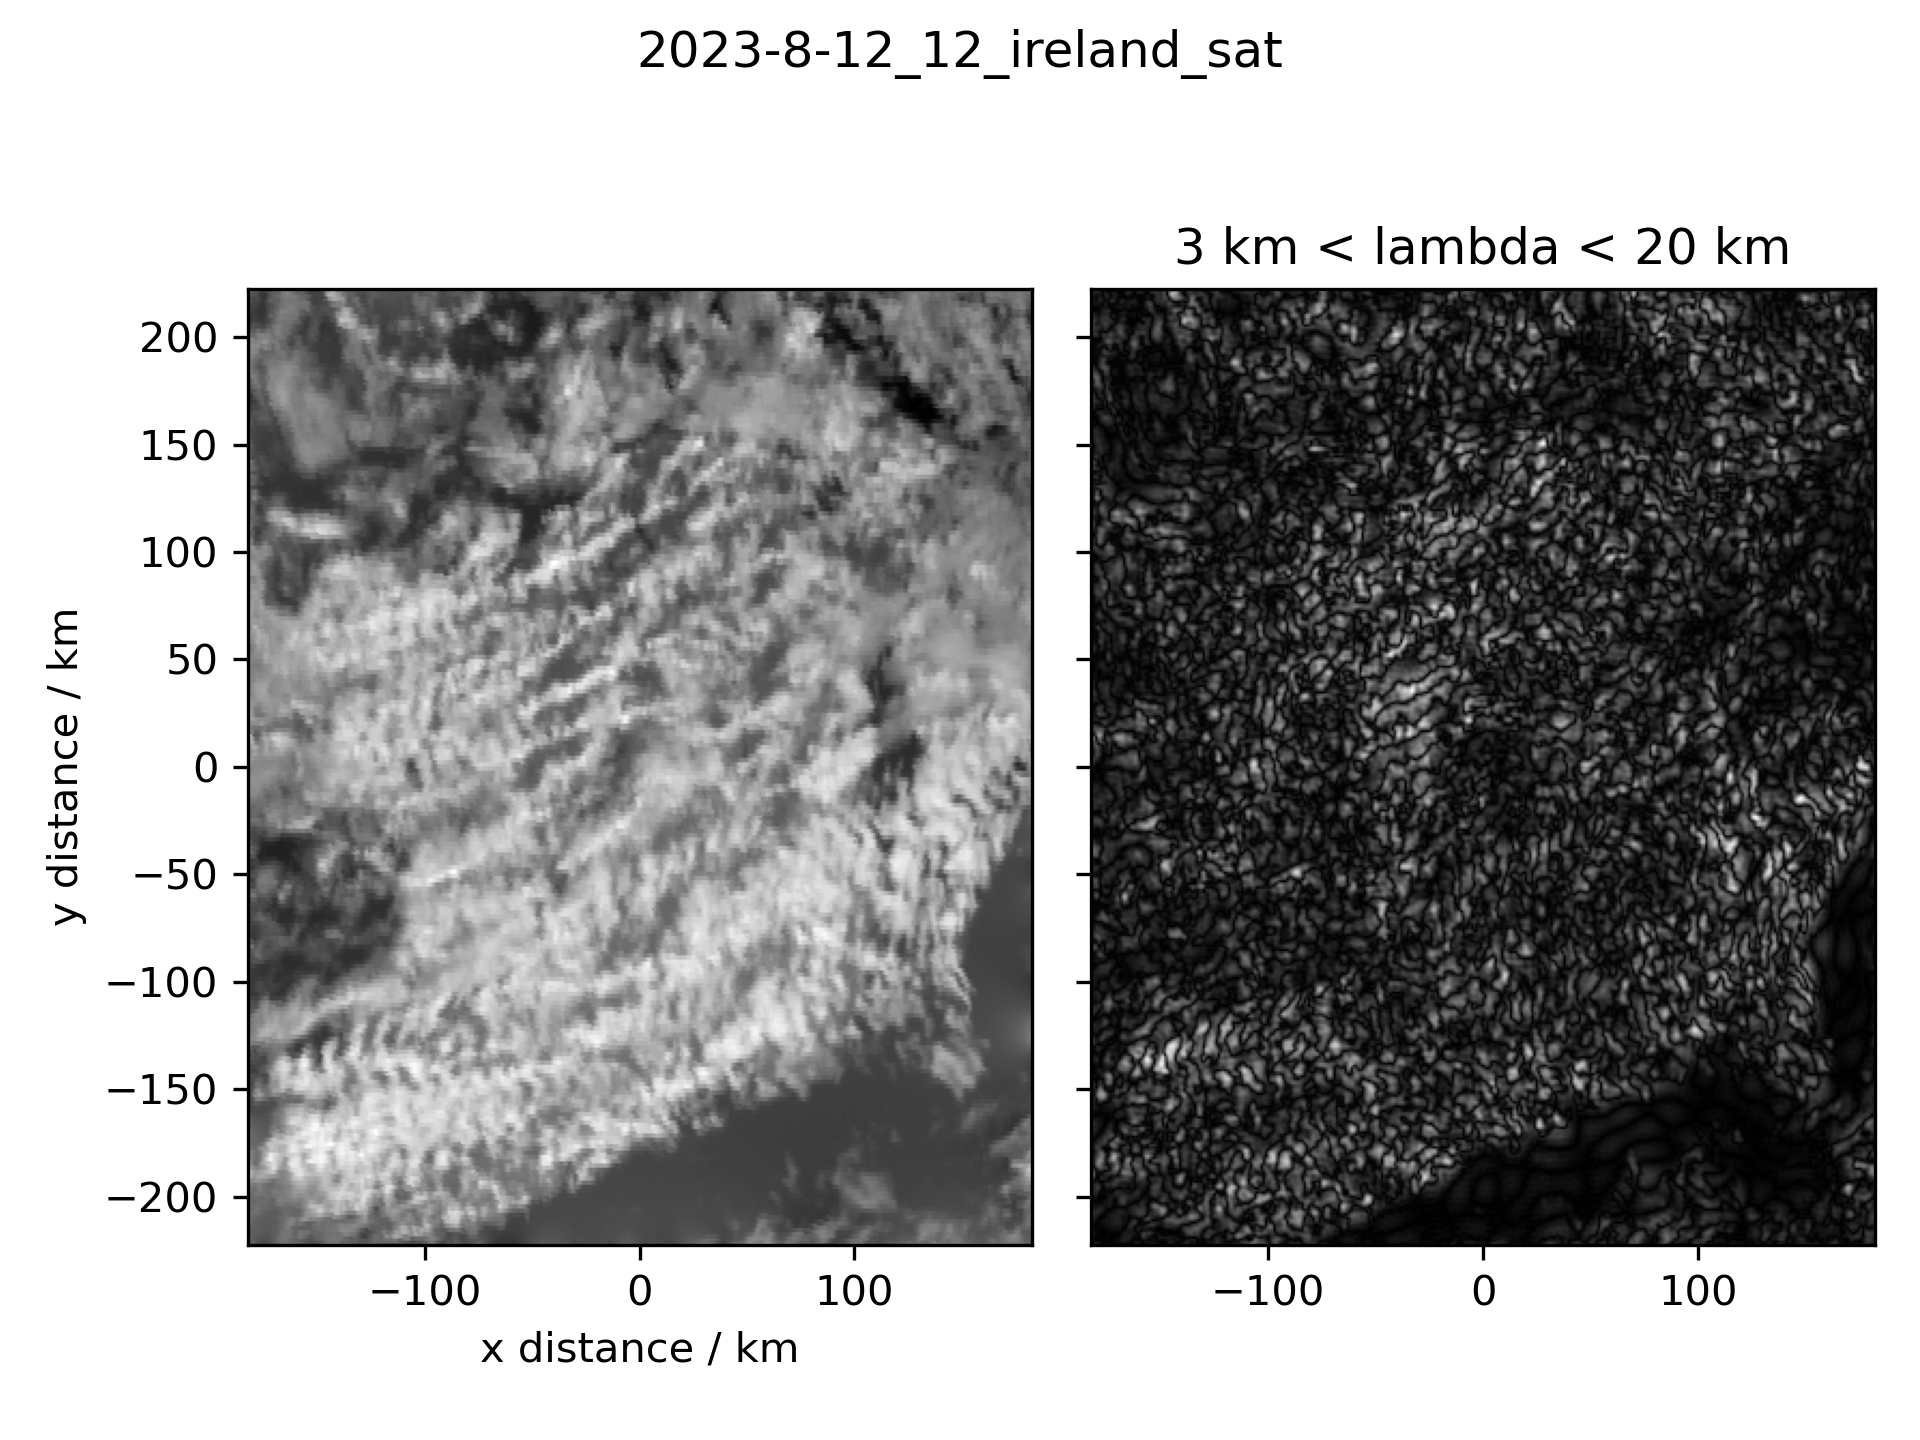 2023-8-12_12_ireland_sat
3 km < lambda < 20 km
200
150
100
50
0
−50
−100
−150
−200
y distance / km
−100 0 100
−100 0 100
x distance / km